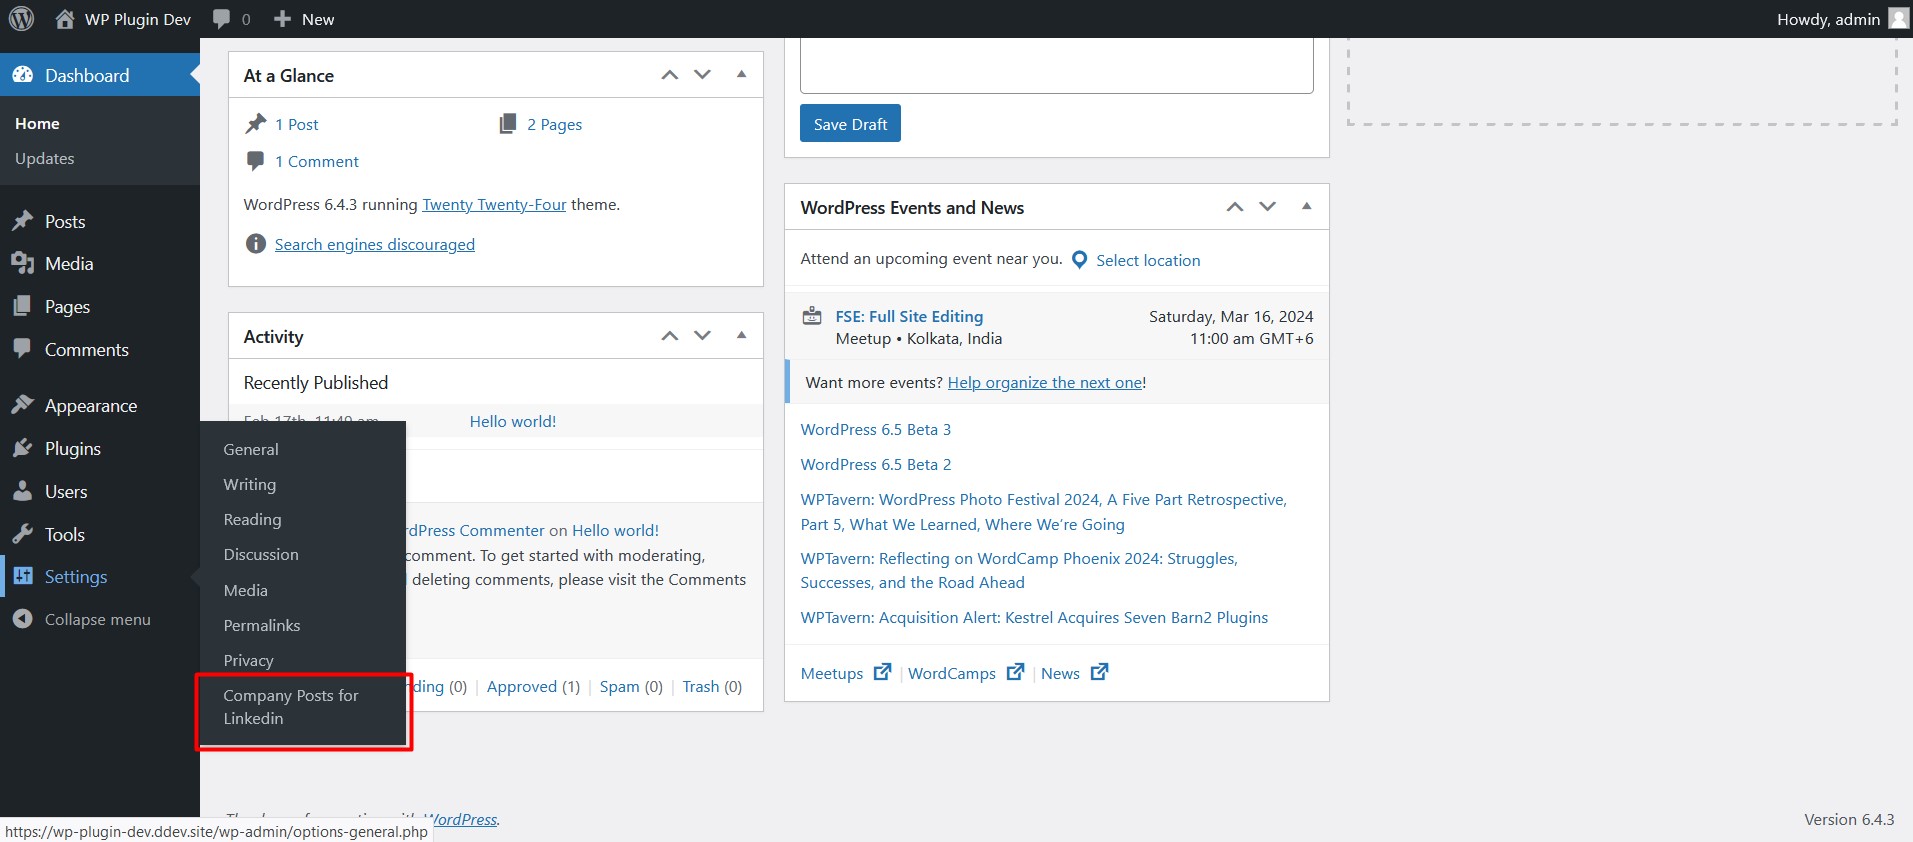 WP Plugin Dev 0 New Howdy, admin
Dashboard
Home
Updates
Posts
Media
Pages
Comments
Appearance
Plugins
Users
Tools
Settings
Collapse menu
General
Writing
Reading
Discussion
Media
Permalinks
Privacy
Company Posts for
Linkedin
At a Glance
1 Post 2 Pages
1 Comment
WordPress 6.4.3 running Twenty Twenty-Four theme.
Search engines discouraged
Activity
Recently Published
Feb 17th, 11:49 am Hello world!
rdPress Commenter on Hello world!
comment. To get started with moderating,
deleting comments, please visit the Comments
ding (0) | Approved (1) | Spam (0) | Trash (0)
Save Draft
WordPress Events and News
Attend an upcoming event near you. Select location
FSE: Full Site Editing Saturday, Mar 16, 2024
Meetup • Kolkata, India 11:00 am GMT+6
Want more events? Help organize the next one!
WordPress 6.5 Beta 3
WordPress 6.5 Beta 2
WPTavern: WordPress Photo Festival 2024, A Five Part Retrospective,
Part 5, What We Learned, Where We’re Going
WPTavern: Reflecting on WordCamp Phoenix 2024: Struggles,
Successes, and the Road Ahead
WPTavern: Acquisition Alert: Kestrel Acquires Seven Barn2 Plugins
Meetups | WordCamps | News
WordPress.
Version 6.4.3
https://wp-plugin-dev.ddev.site/wp-admin/options-general.php